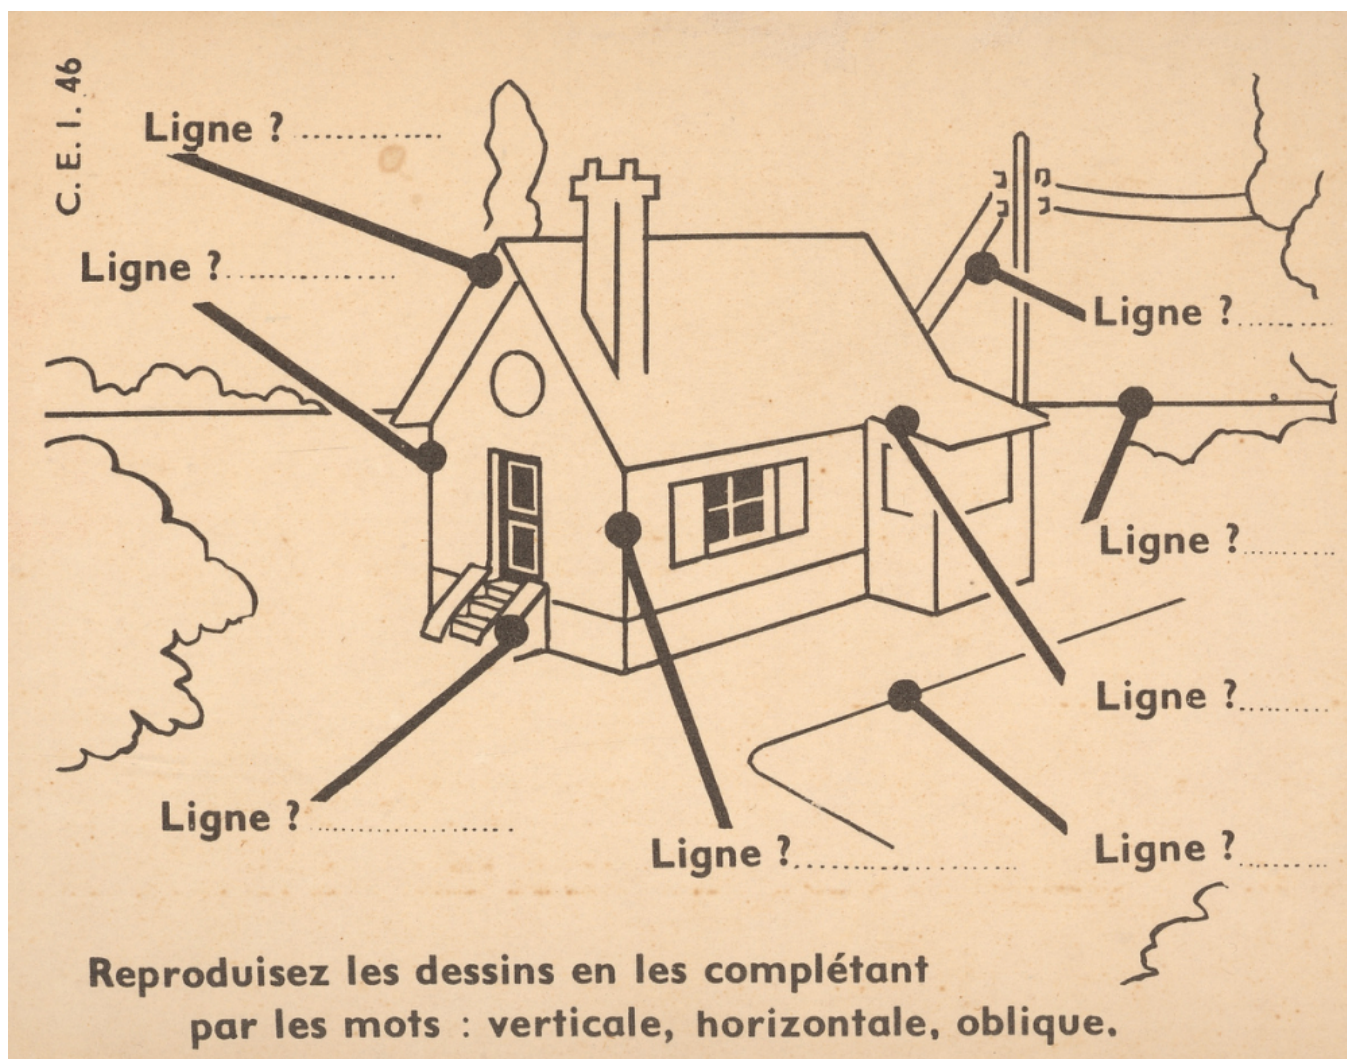 C. E. 1. 46
Ligne ? ................
Ligne ? ....................
Ligne ? ...........
Ligne ? ...........
Ligne ? ...........
Ligne ? ........................
Ligne ? ..........................
Ligne ? ...........
Reproduisez les dessins en les complétant
par les mots : verticale, horizontale, oblique.